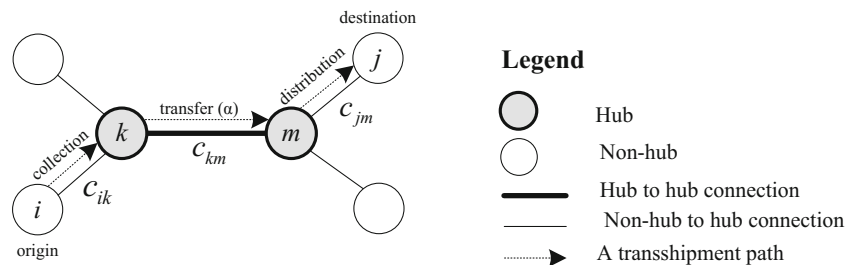 destination
j
distribution
c_jm
transfer (α)
k
m
c_km
collection
c_ik
i
origin
Legend
Hub
Non-hub
Hub to hub connection
Non-hub to hub connection
A transshipment path